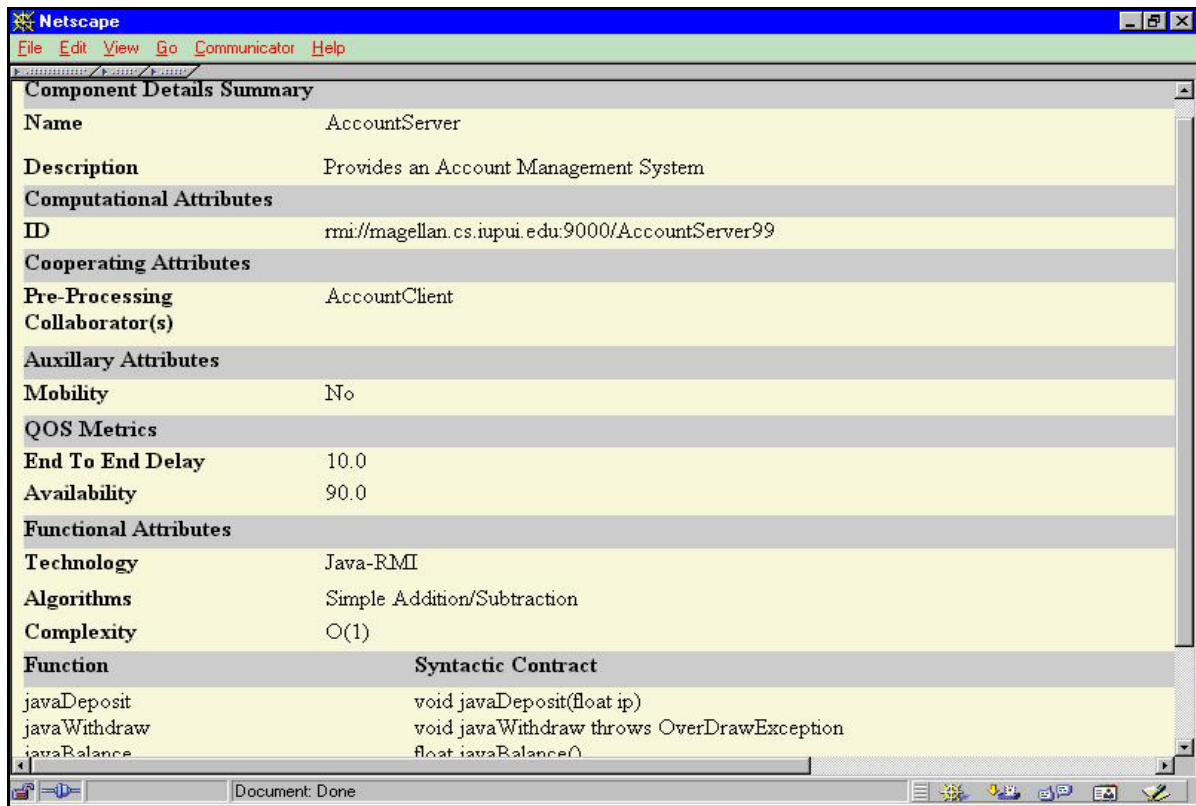 Netscape
File Edit View Go Communicator Help
Component Details Summary
Name AccountServer
Description Provides an Account Management System
Computational Attributes
ID rmi://magellan.cs.iupui.edu:9000/AccountServer99
Cooperating Attributes
Pre-Processing AccountClient
Collaborator(s)
Auxillary Attributes
Mobility No
QOS Metrics
End To End Delay 10.0
Availability 90.0
Functional Attributes
Technology Java-RMI
Algorithms Simple Addition/Subtraction
Complexity O(1)
Function Syntactic Contract
javaDeposit void javaDeposit(float ip)
javaWithdraw void javaWithdraw throws OverDrawException
javaBalance float javaBalance()
Document: Done